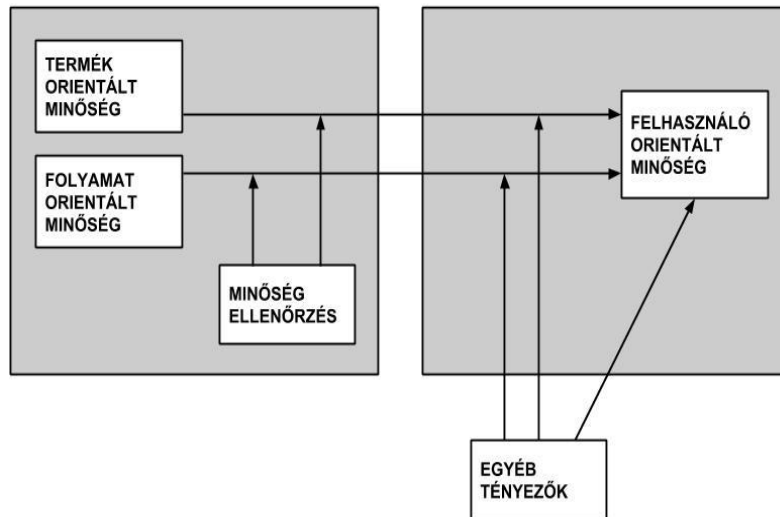 TERMÉK
ORIENTÁLT
MINŐSÉG
FOLYAMAT
ORIENTÁLT
MINŐSÉG
MINŐSÉG
ELLENŐRZÉS
FELHASZNÁLÓ
ORIENTÁLT
MINŐSÉG
EGYÉB
TÉNYEZŐK